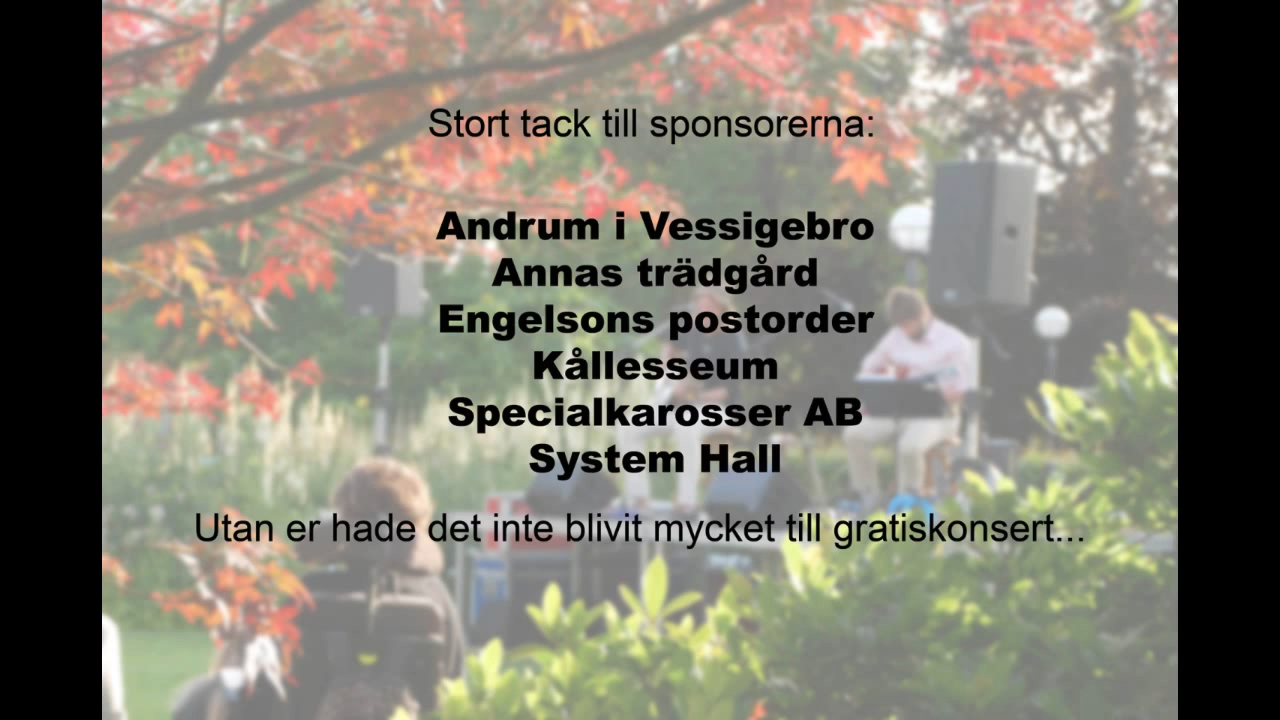 Stort tack till sponsorerna:
Andrum i Vessigebro
Annas trädgård
Engelsons postorder
Kållesseum
Specialkarosser AB
System Hall
Utan er hade det inte blivit mycket till gratiskonsert...